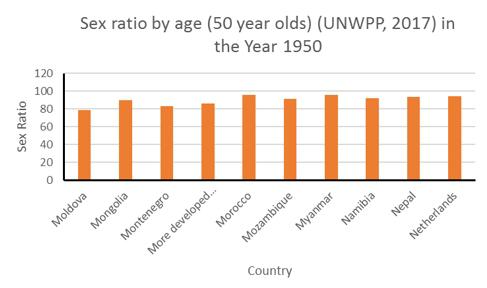 Sex ratio by age (50 year olds) (UNWPP, 2017) in
the Year 1950
Sex Ratio
120
100
80
60
40
20
0
Moldova
Mongolia
Montenegro
More developed...
Morocco
Mozambique
Myanmar
Namibia
Nepal
Netherlands
Country